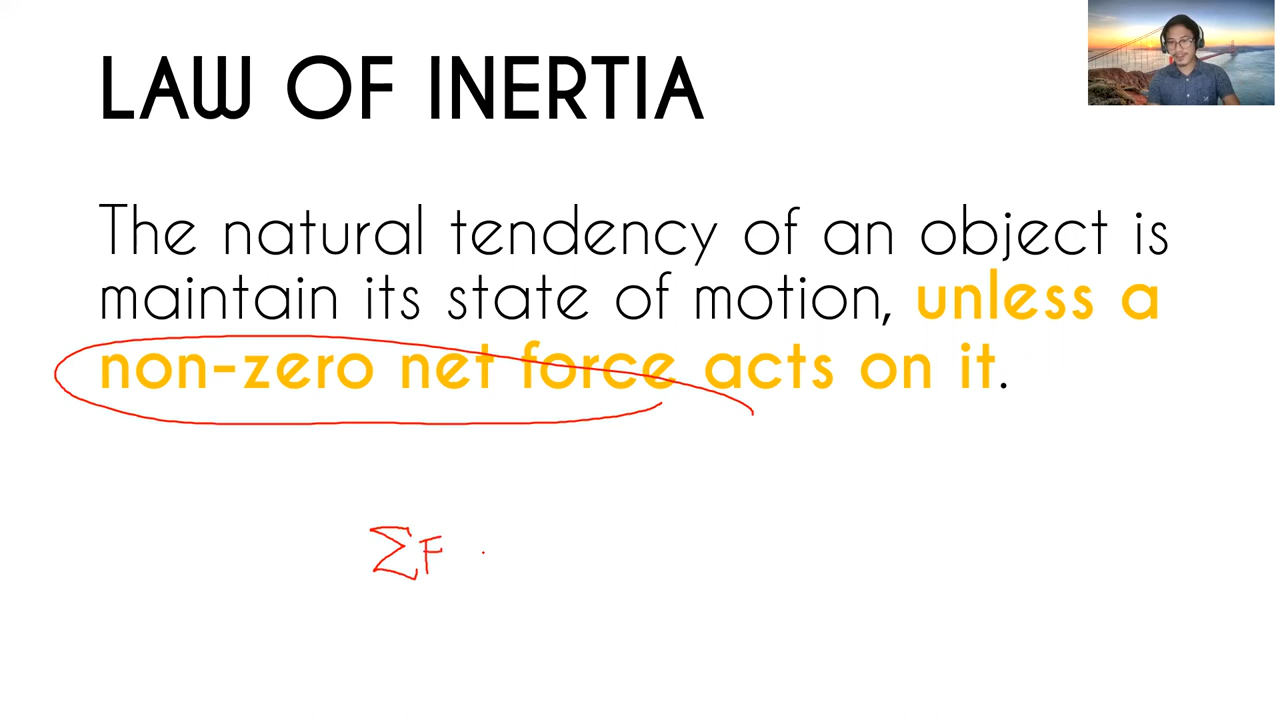 LAW OF INERTIA
The natural tendency of an object is
maintain its state of motion, unless a
non-zero net force acts on it.
ΣF